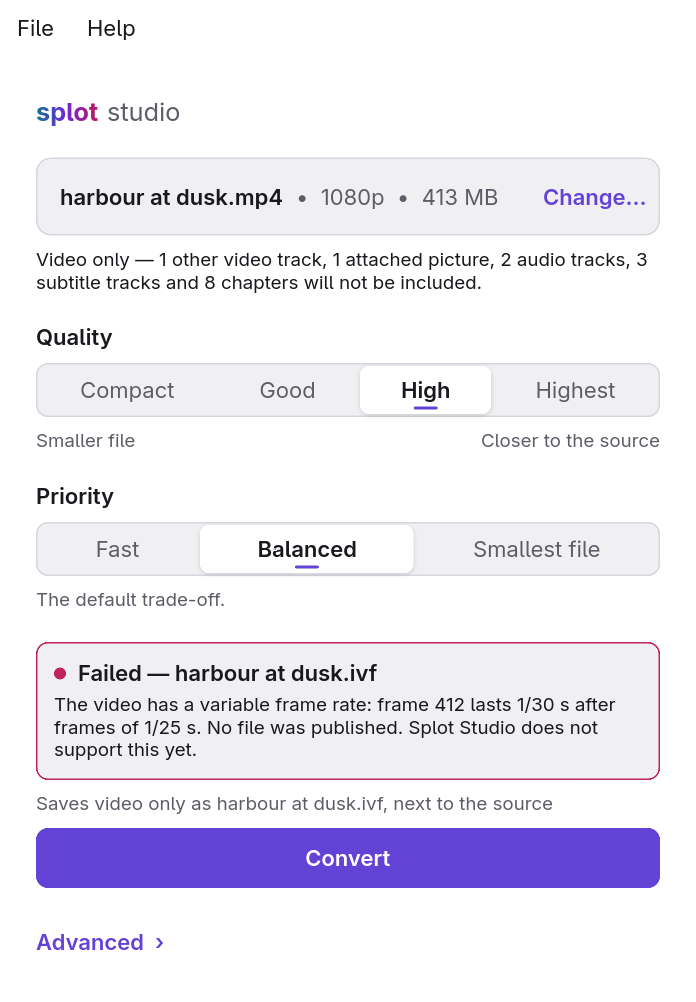 File Help
splot studio
harbour at dusk.mp4 • 1080p • 413 MB Change...
Video only — 1 other video track, 1 attached picture, 2 audio tracks, 3
subtitle tracks and 8 chapters will not be included.
Quality
Compact Good High Highest
Smaller file Closer to the source
Priority
Fast Balanced Smallest file
The default trade-off.
Failed — harbour at dusk.ivf
The video has a variable frame rate: frame 412 lasts 1/30 s after
frames of 1/25 s. No file was published. Splot Studio does not
support this yet.
Saves video only as harbour at dusk.ivf, next to the source
Convert
Advanced ›